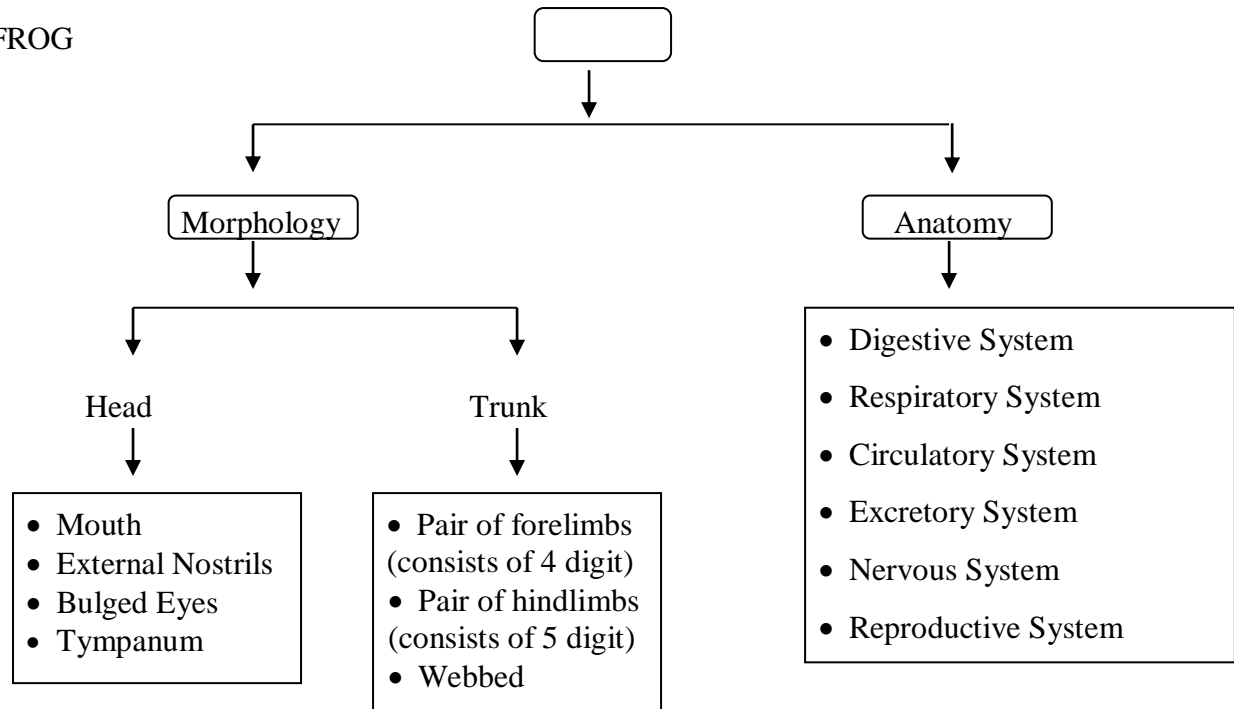 FROG
Morphology
Anatomy
Head
Trunk
• Mouth
• External Nostrils
• Bulged Eyes
• Tympanum
• Pair of forelimbs
(consists of 4 digit)
• Pair of hindlimbs
(consists of 5 digit)
• Webbed
• Digestive System
• Respiratory System
• Circulatory System
• Excretory System
• Nervous System
• Reproductive System